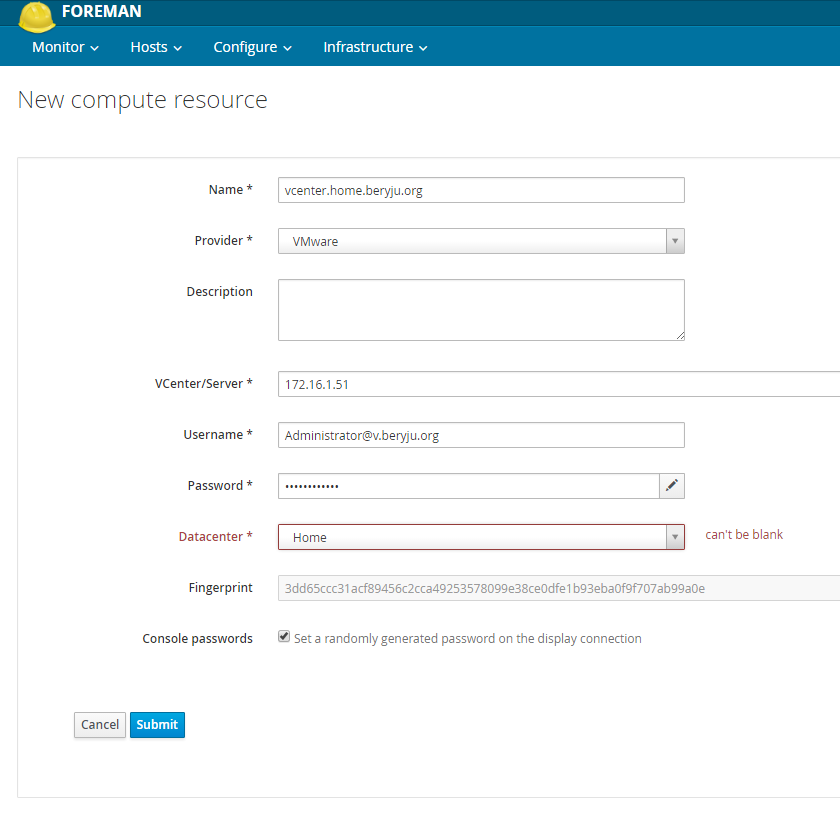 FOREMAN
Monitor Hosts Configure Infrastructure
New compute resource
Name * vcenter.home.beryju.org
Provider * VMware
Description
VCenter/Server * 172.16.1.51
Username * Administrator@v.beryju.org
Password * ••••••••••••
Datacenter * Home can't be blank
Fingerprint 3dd65ccc31acf89456c2cca49253578099e38ce0dfe1b93eba0f9f707ab99a0e
Console passwords Set a randomly generated password on the display connection
Cancel Submit